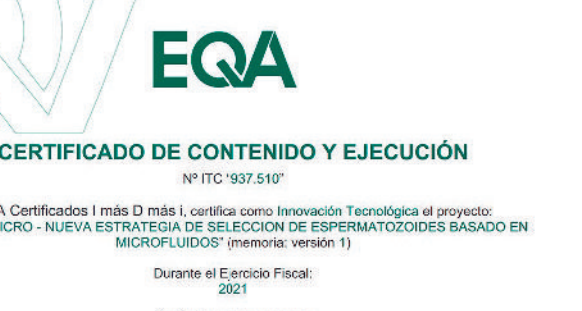 EQA
CERTIFICADO DE CONTENIDO Y EJECUCIÓN
Nº ITC "937.510"
A Certificados I más D más i, certifica como Innovación Tecnológica el proyecto:
ICRO - NUEVA ESTRATEGIA DE SELECCION DE ESPERMATOZOIDES BASADO EN
MICROFLUIDOS" (memoria: versión 1)
Durante el Ejercicio Fiscal:
2021